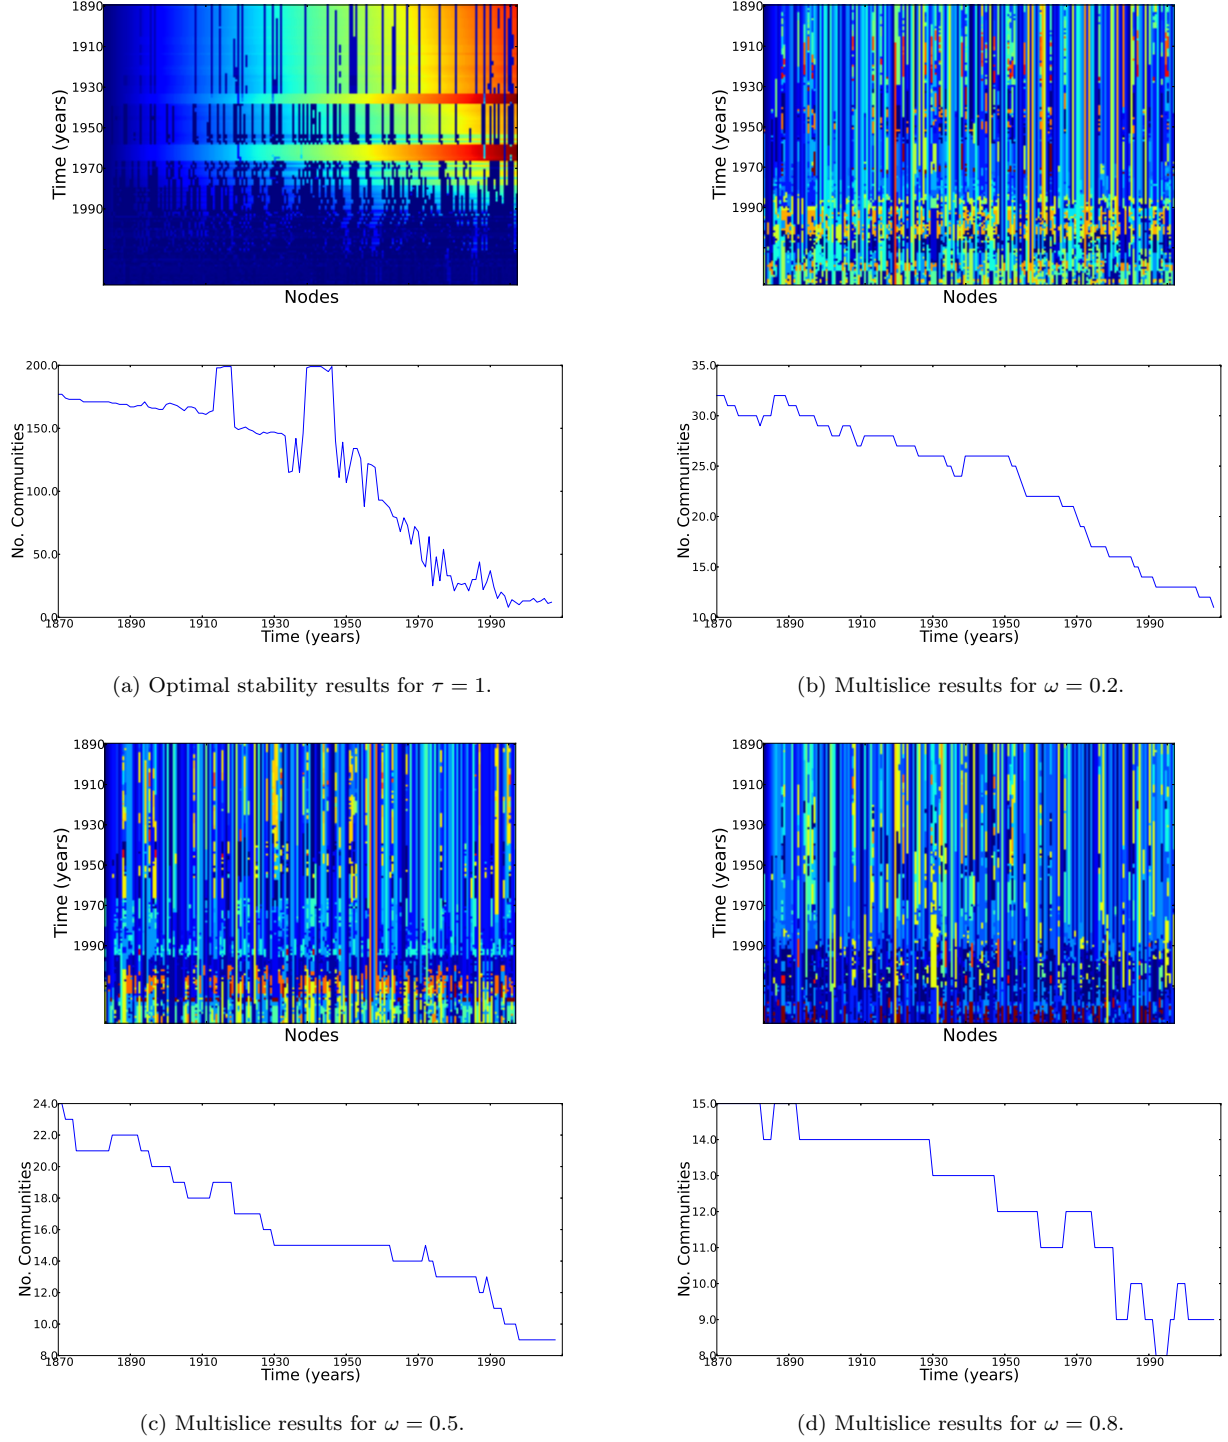 1890
1910
1930
1950
1970
1990
Time (years)
Nodes
1890
1910
1930
1950
1970
1990
Time (years)
Nodes
200.0
150.0
100.0
50.0
0.0
No. Communities
1870 1890 1910 1930 1950 1970 1990
Time (years)
35.0
30.0
25.0
20.0
15.0
10.0
No. Communities
1870 1890 1910 1930 1950 1970 1990
Time (years)
(a) Optimal stability results for τ = 1.
(b) Multislice results for ω = 0.2.
1890
1910
1930
1950
1970
1990
Time (years)
Nodes
1890
1910
1930
1950
1970
1990
Time (years)
Nodes
24.0
22.0
20.0
18.0
16.0
14.0
12.0
10.0
8.0
No. Communities
1870 1890 1910 1930 1950 1970 1990
Time (years)
15.0
14.0
13.0
12.0
11.0
10.0
9.0
8.0
No. Communities
1870 1890 1910 1930 1950 1970 1990
Time (years)
(c) Multislice results for ω = 0.5.
(d) Multislice results for ω = 0.8.